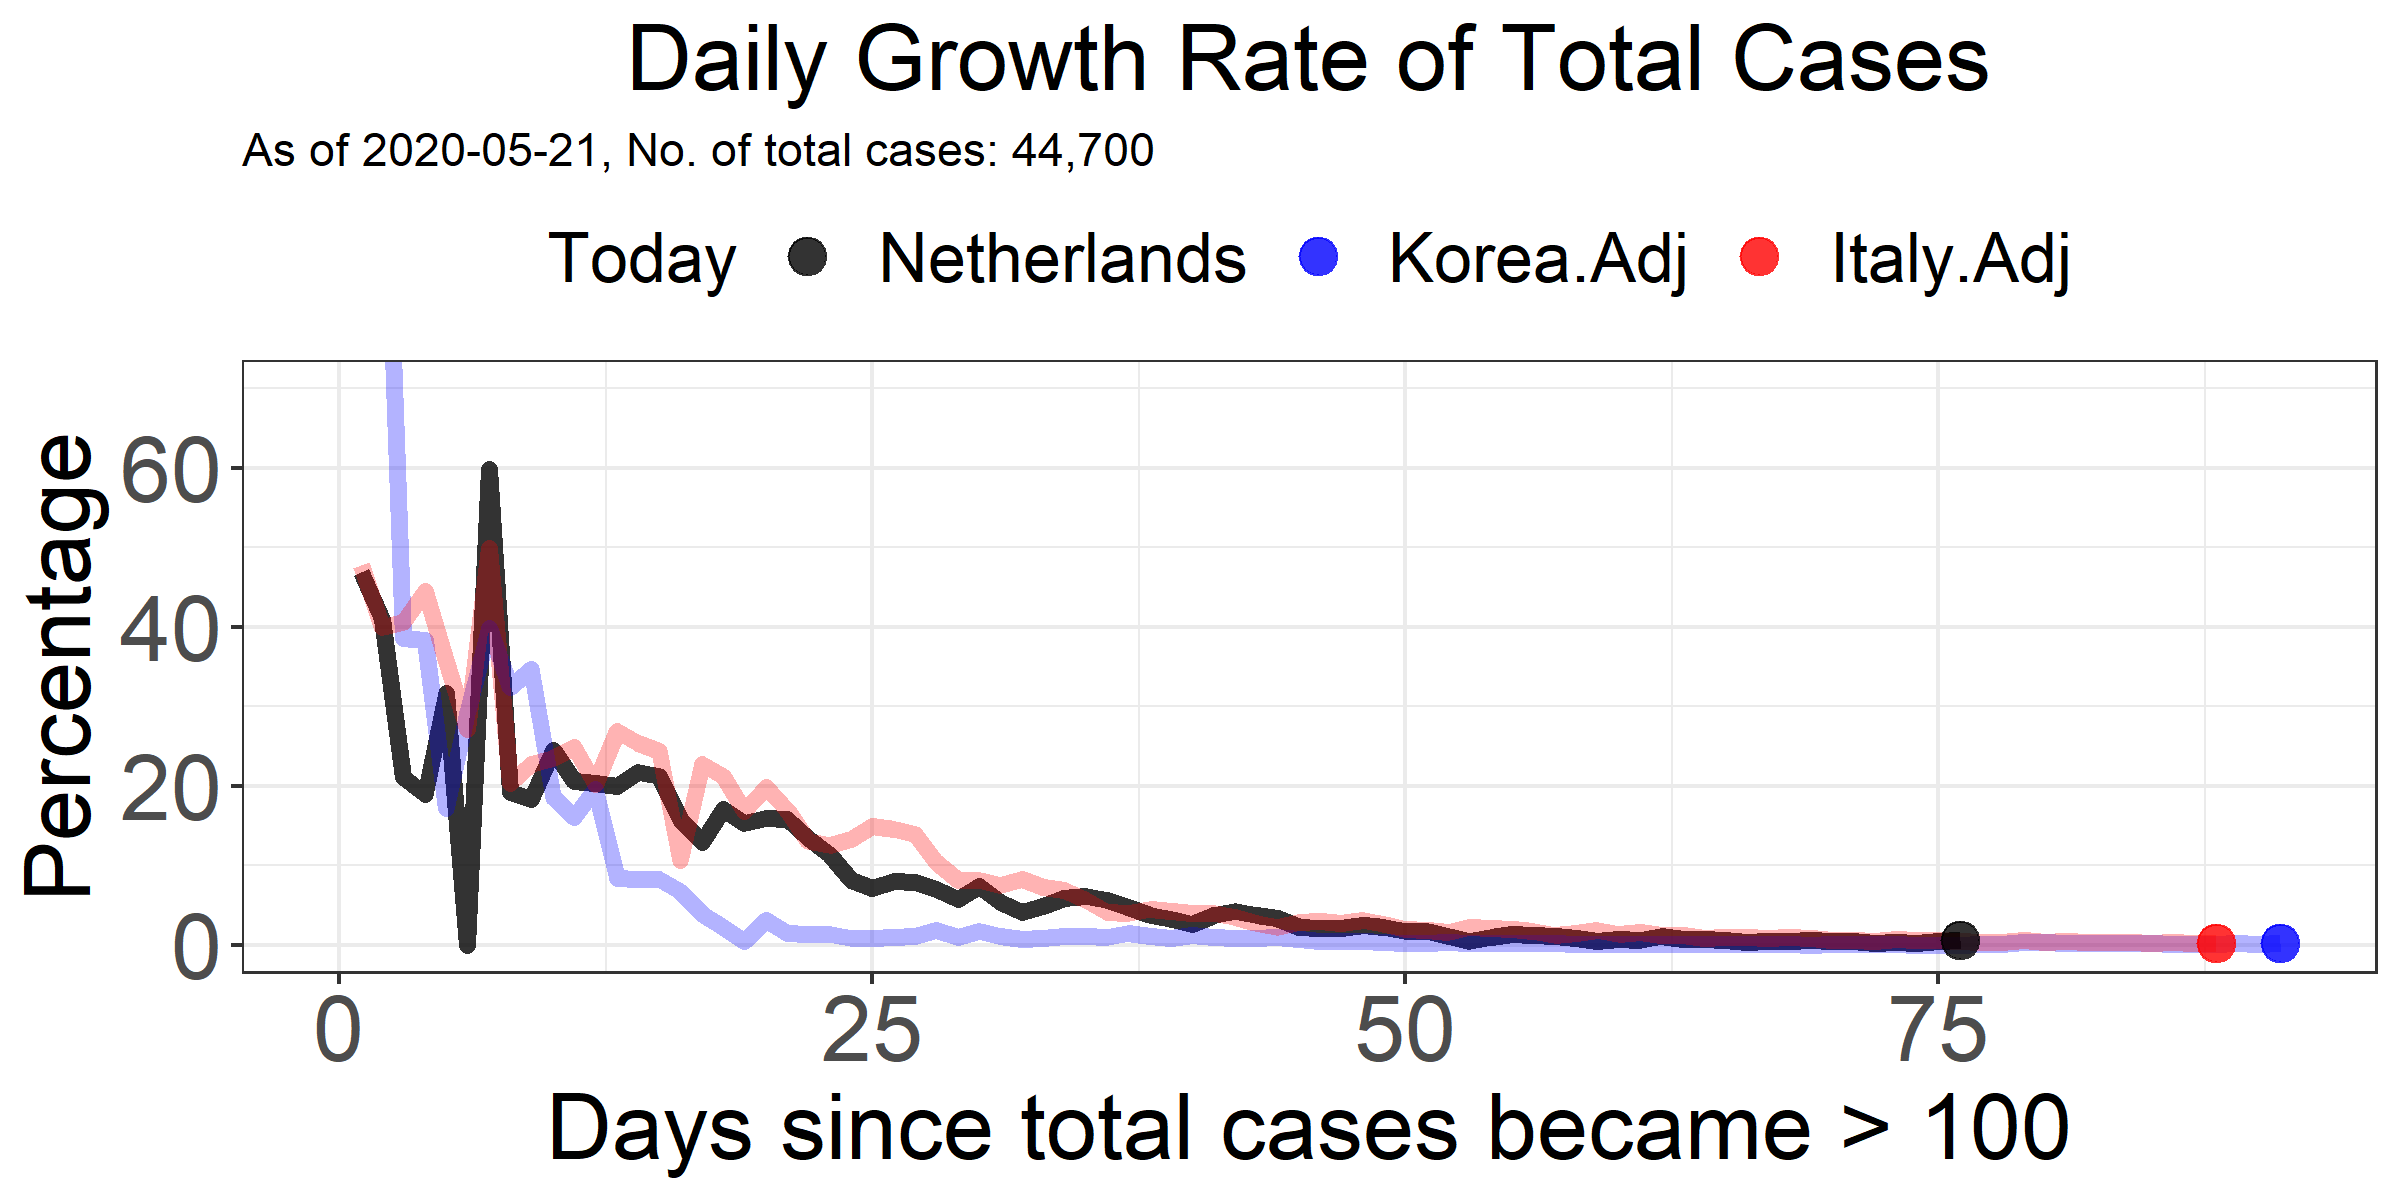 Daily Growth Rate of Total Cases
As of 2020-05-21, No. of total cases: 44,700
Today Netherlands Korea.Adj Italy.Adj
Percentage
60
40
20
0
0 25 50 75
Days since total cases became > 100